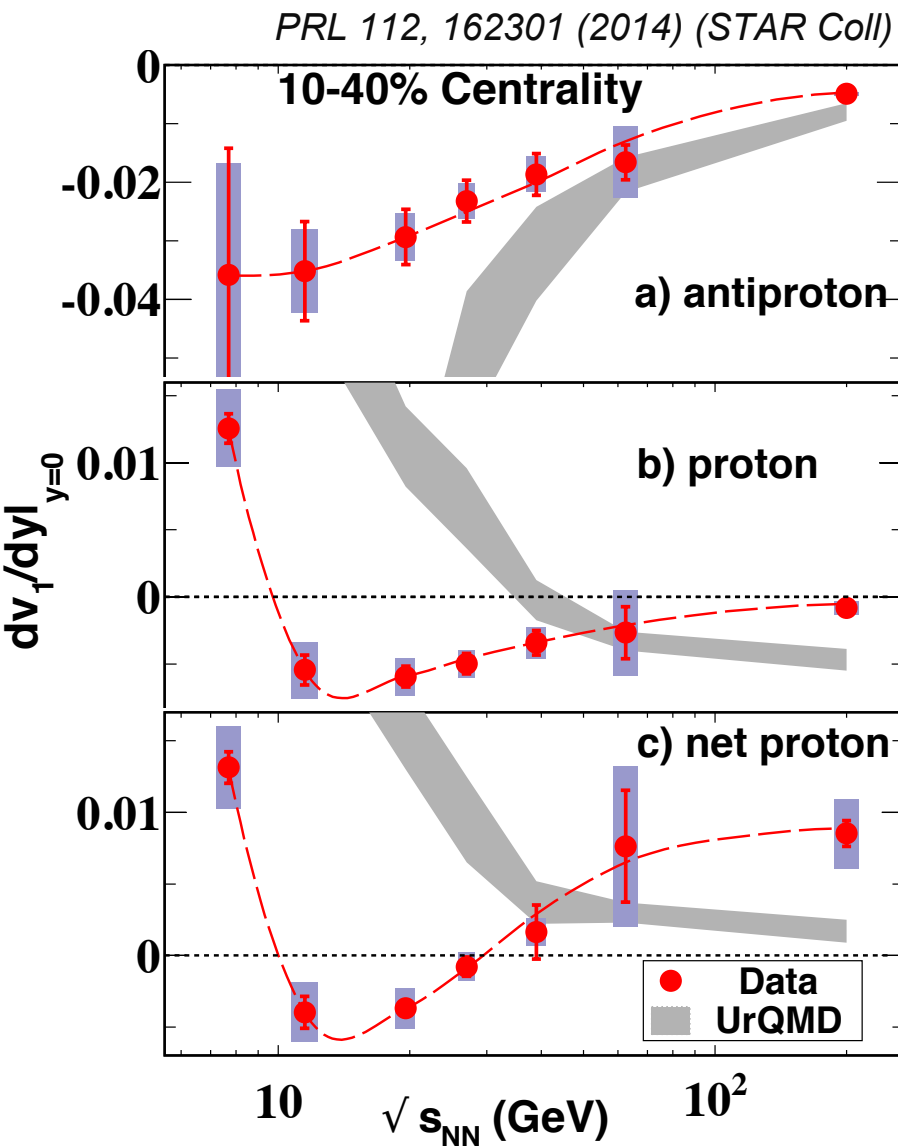 PRL 112, 162301 (2014) (STAR Coll)
0
10-40% Centrality
-0.02
-0.04
a) antiproton
0.01
b) proton
0
dv₁/dy|y=0
c) net proton
0.01
0
Data
UrQMD
10
10²
√ sNN (GeV)